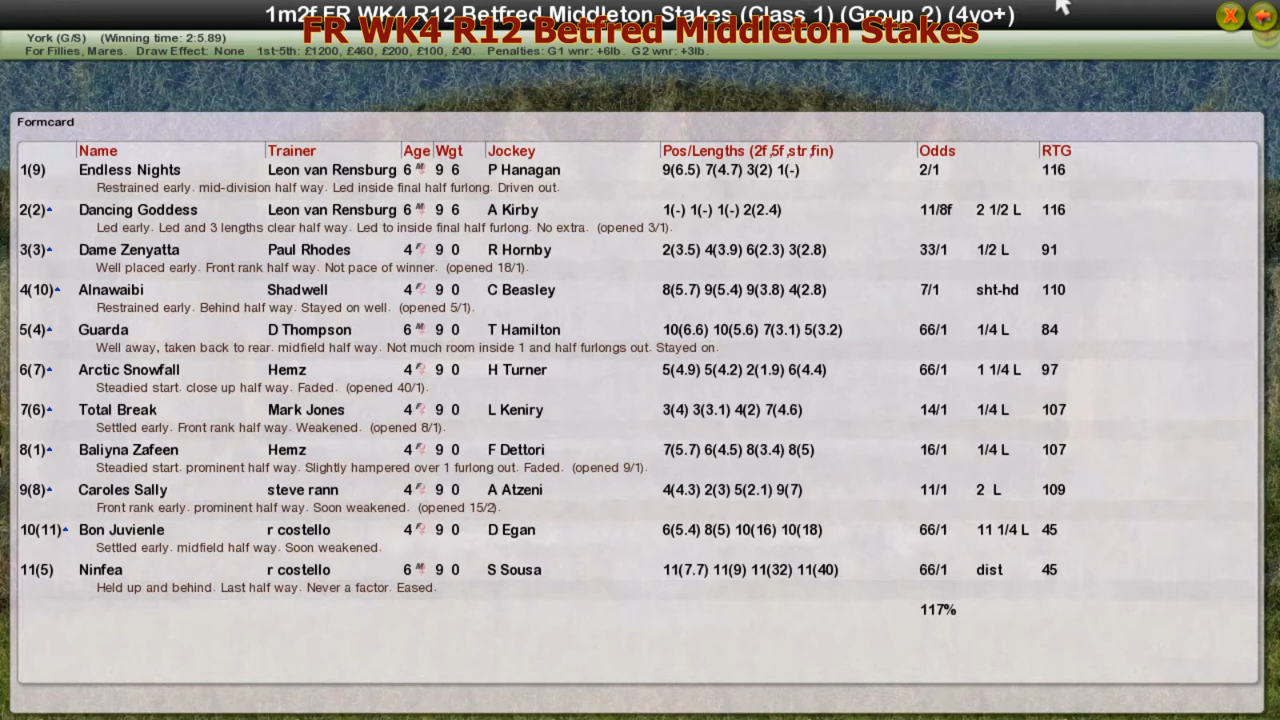 1m2f FR WK4 R12 Betfred Middleton Stakes (Class 1) (Group 2) (4yo+)
FR WK4 R12 Betfred Middleton Stakes
York (G/S) (Winning time: 2:5.89)
For Fillies, Mares. Draw Effect: None 1st-5th: £1200, £460, £200, £100, £40. Penalties: G1 wnr: +6lb. G2 wnr: +3lb.
Formcard
Name Trainer Age Wgt Jockey Pos/Lengths (2f,5f,str,fin) Odds RTG
1(9) Endless Nights Leon van Rensburg 6 9 6 P Hanagan 9(6.5) 7(4.7) 3(2) 1(-) 2/1 116
Restrained early. mid-division half way. Led inside final half furlong. Driven out.
2(2) Dancing Goddess Leon van Rensburg 6 9 6 A Kirby 1(-) 1(-) 1(-) 2(2.4) 11/8f 2 1/2 L 116
Led early. Led and 3 lengths clear half way. Led to inside final half furlong. No extra. (opened 3/1).
3(3) Dame Zenyatta Paul Rhodes 4 9 0 R Hornby 2(3.5) 4(3.9) 6(2.3) 3(2.8) 33/1 1/2 L 91
Well placed early. Front rank half way. Not pace of winner. (opened 18/1).
4(10) Alnawaibi Shadwell 4 9 0 C Beasley 8(5.7) 9(5.4) 9(3.8) 4(2.8) 7/1 sht-hd 110
Restrained early. Behind half way. Stayed on well. (opened 5/1).
5(4) Guarda D Thompson 6 9 0 T Hamilton 10(6.6) 10(5.6) 7(3.1) 5(3.2) 66/1 1/4 L 84
Well away, taken back to rear. midfield half way. Not much room inside 1 and half furlongs out. Stayed on.
6(7) Arctic Snowfall Hemz 4 9 0 H Turner 5(4.9) 5(4.2) 2(1.9) 6(4.4) 66/1 1 1/4 L 97
Steadied start. close up half way. Faded. (opened 40/1).
7(6) Total Break Mark Jones 4 9 0 L Keniry 3(4) 3(3.1) 4(2) 7(4.6) 14/1 1/4 L 107
Settled early. Front rank half way. Weakened. (opened 8/1).
8(1) Baliyna Zafeen Hemz 4 9 0 F Dettori 7(5.7) 6(4.5) 8(3.4) 8(5) 16/1 1/4 L 107
Steadied start. prominent half way. Slightly hampered over 1 furlong out. Faded. (opened 9/1).
9(8) Caroles Sally steve rann 4 9 0 A Atzeni 4(4.3) 2(3) 5(2.1) 9(7) 11/1 2 L 109
Front rank early. prominent half way. Soon weakened. (opened 15/2).
10(11) Bon Juvienle r costello 4 9 0 D Egan 6(5.4) 8(5) 10(16) 10(18) 66/1 11 1/4 L 45
Settled early. midfield half way. Soon weakened.
11(5) Ninfea r costello 6 9 0 S Sousa 11(7.7) 11(9) 11(32) 11(40) 66/1 dist 45
Held up and behind. Last half way. Never a factor. Eased.
117%